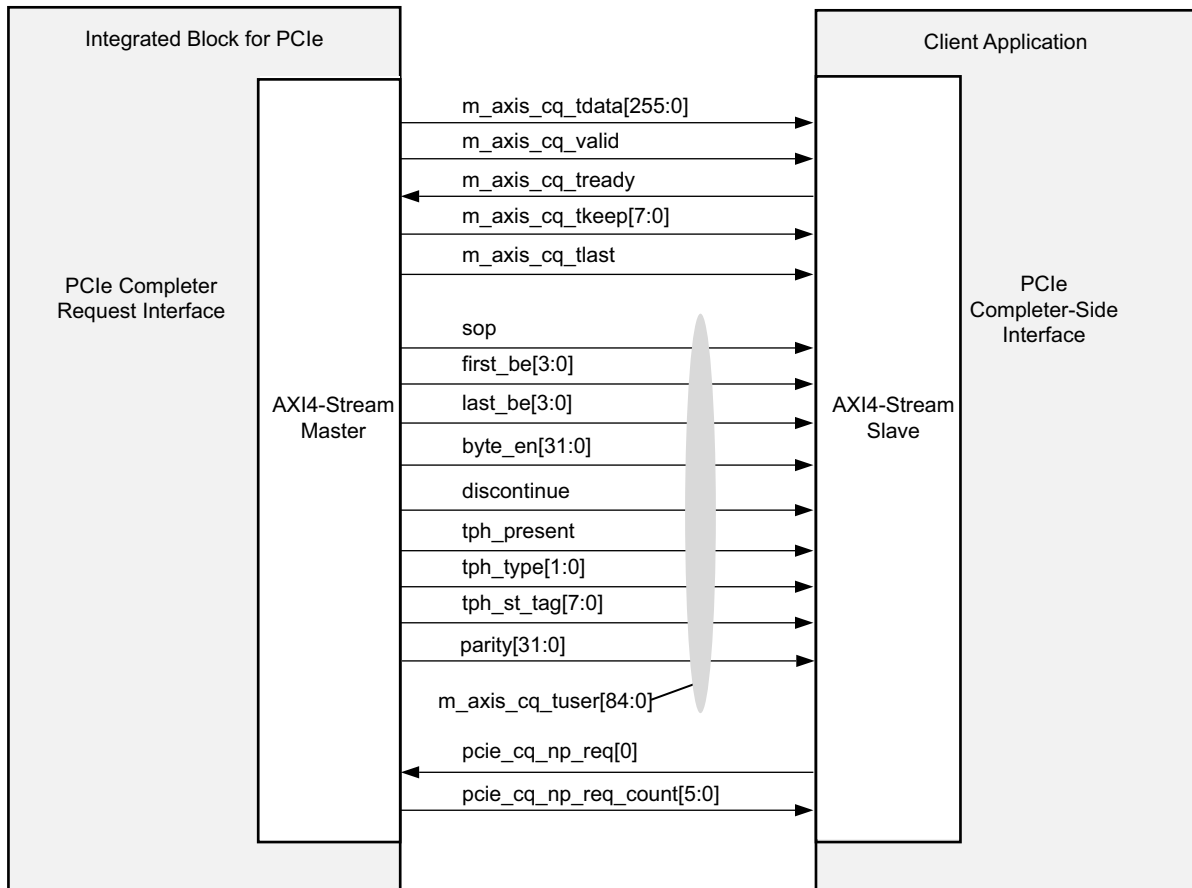 Integrated Block for PCIe
Client Application
m_axis_cq_tdata[255:0]
m_axis_cq_valid
m_axis_cq_tready
m_axis_cq_tkeep[7:0]
m_axis_cq_tlast
PCIe Completer
Request Interface
PCIe
Completer-Side
Interface
sop
first_be[3:0]
last_be[3:0]
AXI4-Stream
Master
AXI4-Stream
Slave
byte_en[31:0]
discontinue
tph_present
tph_type[1:0]
tph_st_tag[7:0]
parity[31:0]
m_axis_cq_tuser[84:0]
pcie_cq_np_req[0]
pcie_cq_np_req_count[5:0]